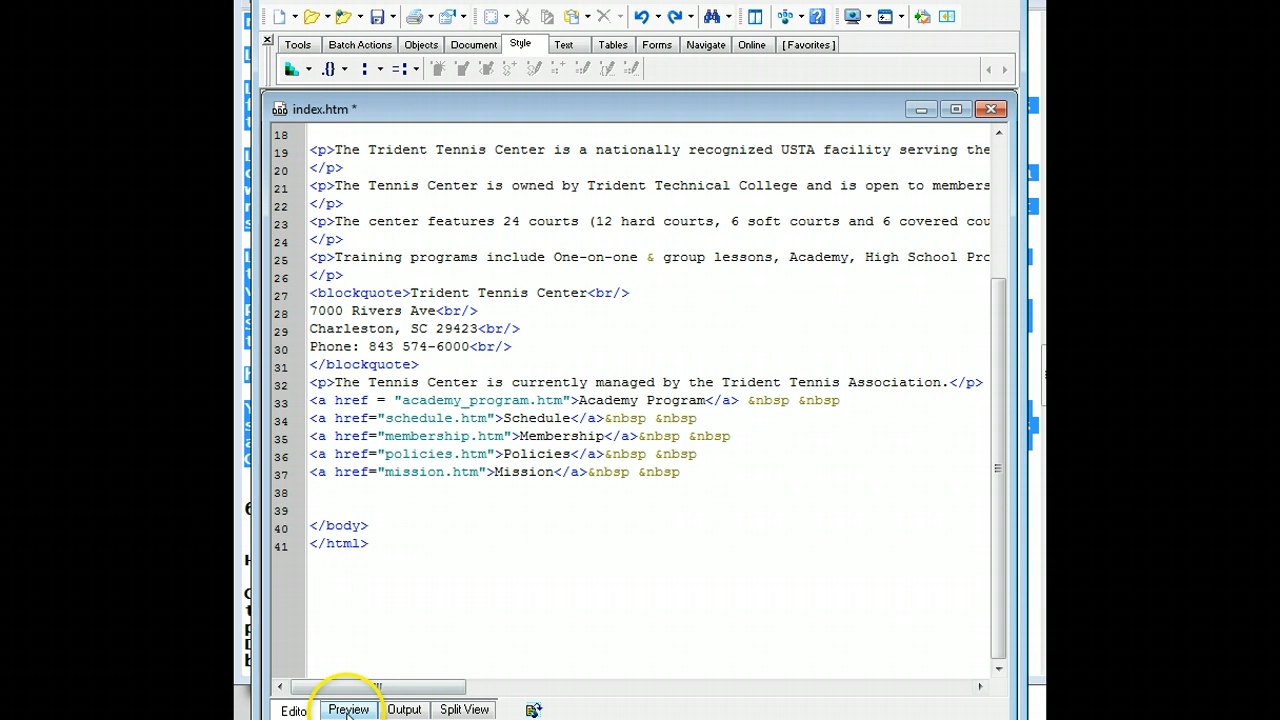 Tools Batch Actions Objects Document Style Text Tables Forms Navigate Online [ Favorites ]
index.htm *
18
19 <p>The Trident Tennis Center is a nationally recognized USTA facility serving the
20 </p>
21 <p>The Tennis Center is owned by Trident Technical College and is open to members
22 </p>
23 <p>The center features 24 courts (12 hard courts, 6 soft courts and 6 covered cou
24 </p>
25 <p>Training programs include One-on-one & group lessons, Academy, High School Pro
26 </p>
27 <blockquote>Trident Tennis Center<br/>
28 7000 Rivers Ave<br/>
29 Charleston, SC 29423<br/>
30 Phone: 843 574-6000<br/>
31 </blockquote>
32 <p>The Tennis Center is currently managed by the Trident Tennis Association.</p>
33 <a href = "academy_program.htm">Academy Program</a> &nbsp &nbsp
34 <a href="schedule.htm">Schedule</a>&nbsp &nbsp
35 <a href="membership.htm">Membership</a>&nbsp &nbsp
36 <a href="policies.htm">Policies</a>&nbsp &nbsp
37 <a href="mission.htm">Mission</a>&nbsp &nbsp
38
39
40 </body>
41 </html>
Edito Preview Output Split View